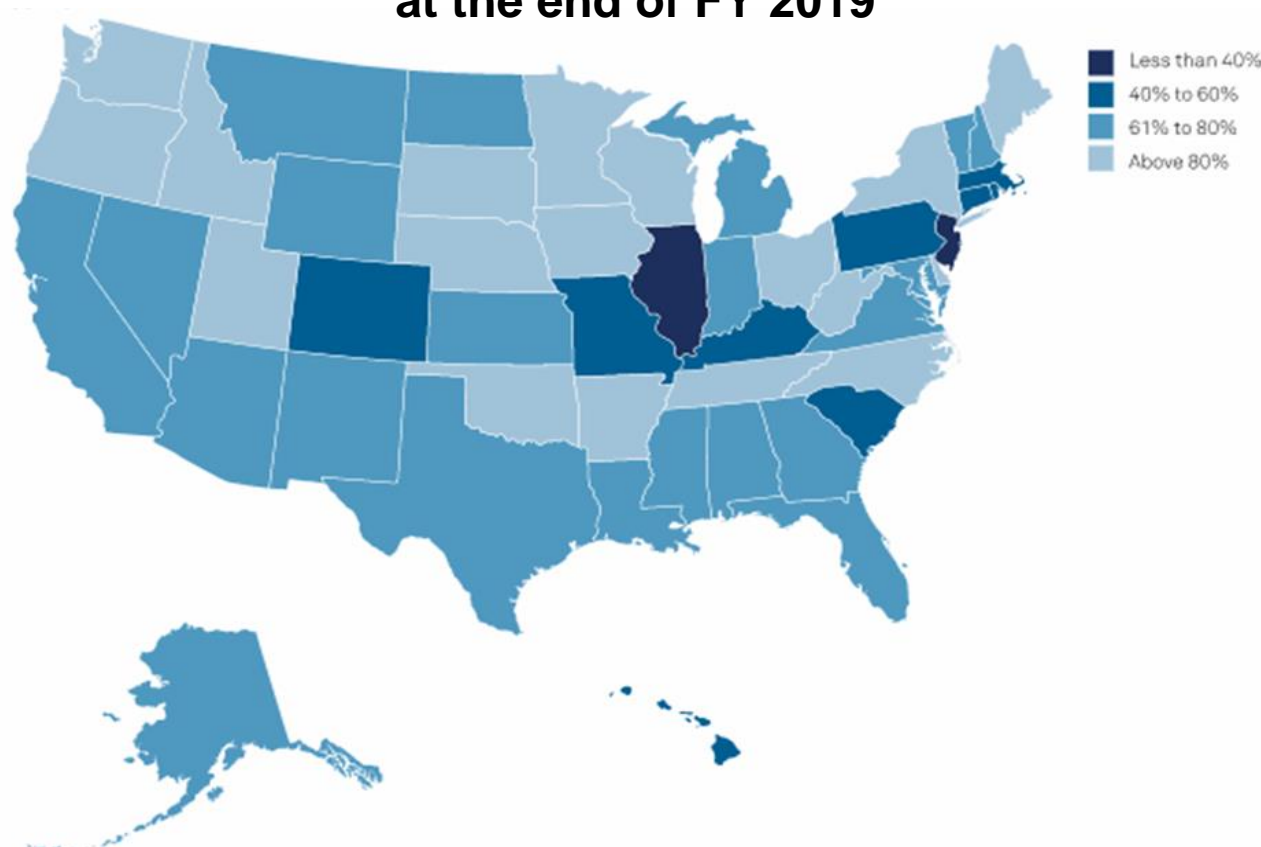 at the end of FY 2019
Less than 40%
40% to 60%
61% to 80%
Above 80%